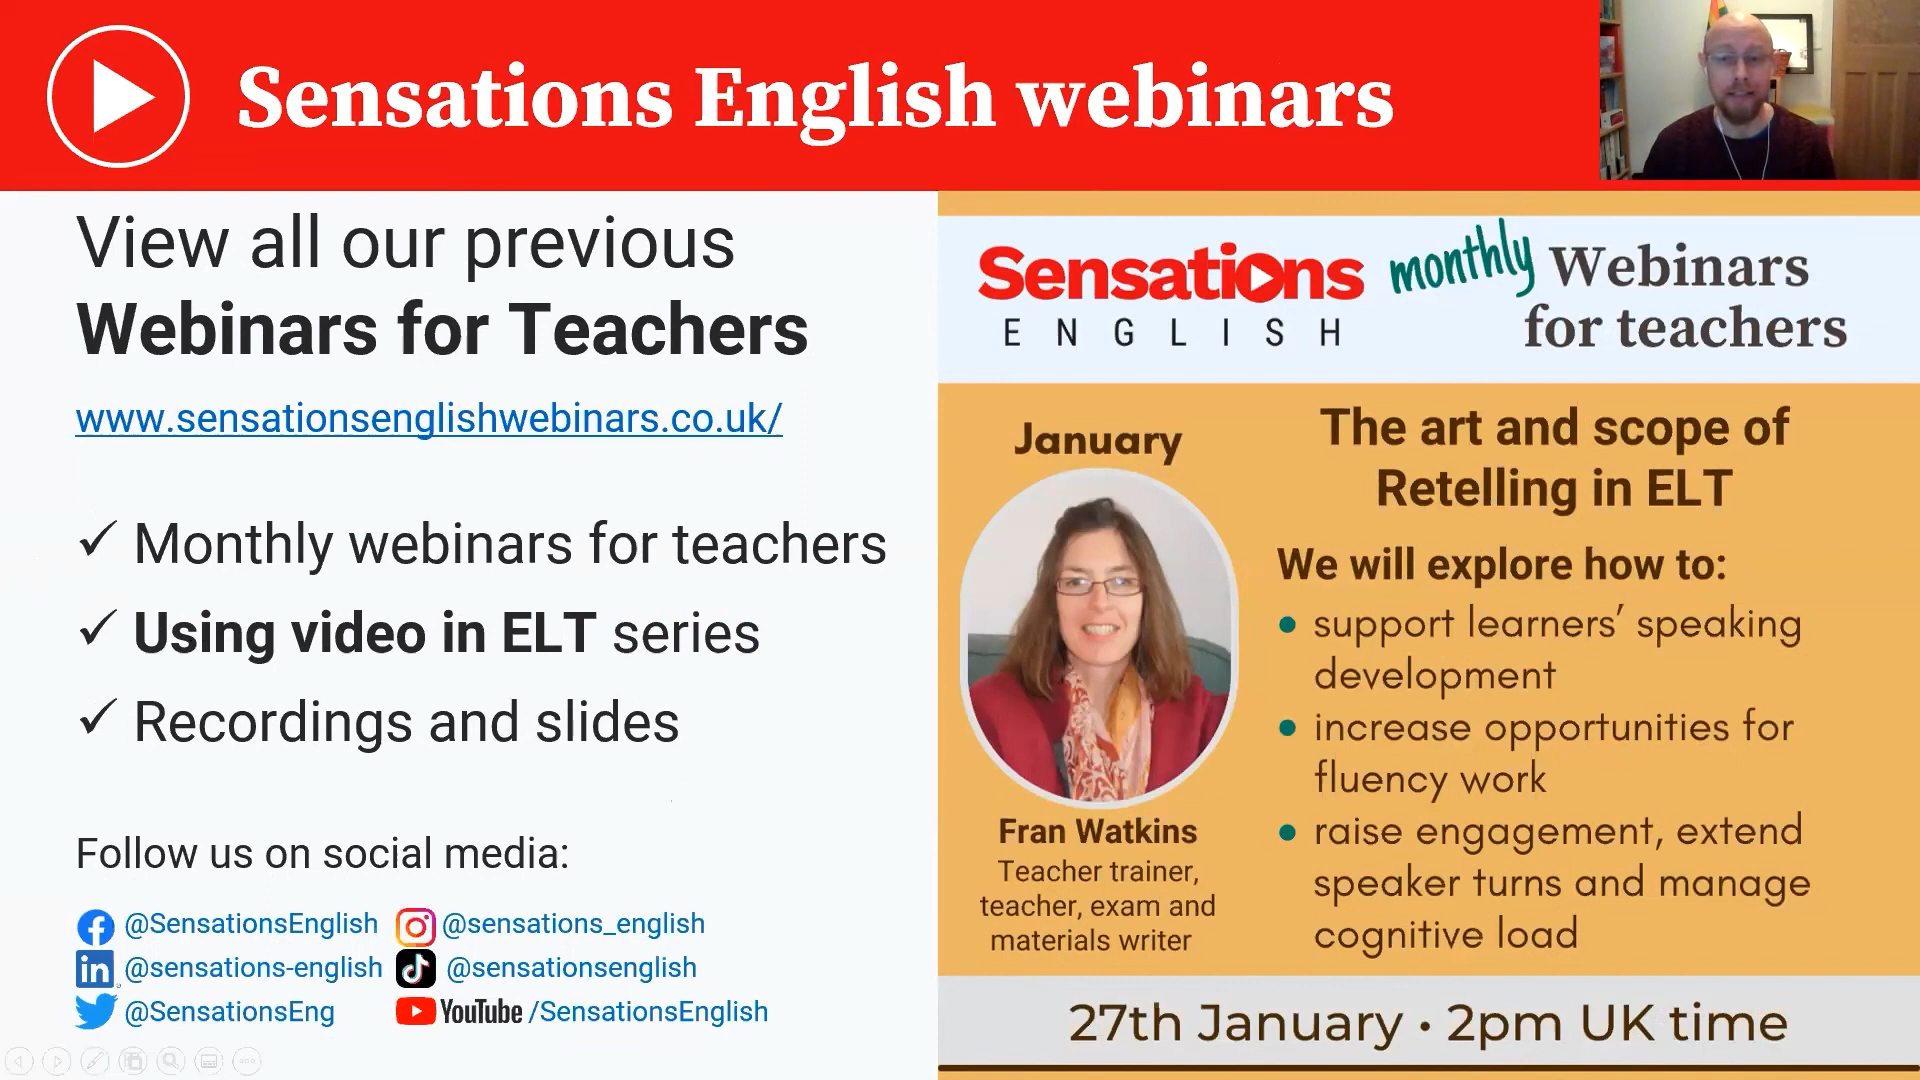 Sensations English webinars
View all our previous
Webinars for Teachers
www.sensationsenglishwebinars.co.uk/
✓ Monthly webinars for teachers
✓ Using video in ELT series
✓ Recordings and slides
Follow us on social media:
@SensationsEnglish
@sensations_english
in @sensations-english
@sensationsenglish
@SensationsEng
YouTube /SensationsEnglish
Sensations
ENGLISH
monthly Webinars
for teachers
January
Fran Watkins
Teacher trainer,
teacher, exam and
materials writer
The art and scope of
Retelling in ELT
We will explore how to:
• support learners’ speaking
development
• increase opportunities for
fluency work
• raise engagement, extend
speaker turns and manage
cognitive load
27th January • 2pm UK time